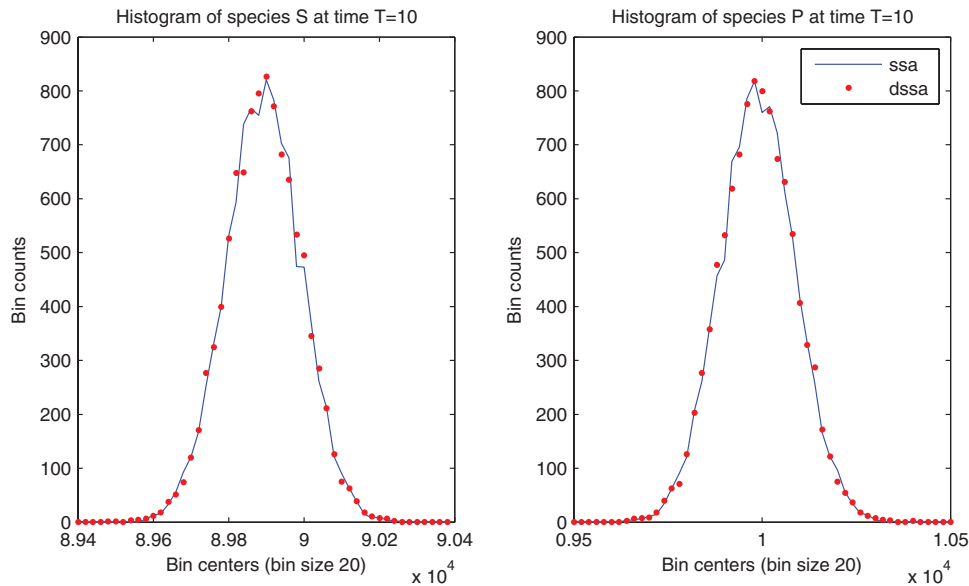 Histogram of species S at time T=10
900
800
700
600
500
400
300
200
100
0
Bin counts
8.94 8.96 8.98 9 9.02 9.04
Bin centers (bin size 20)
x 10^4
Histogram of species P at time T=10
900
800
700
600
500
400
300
200
100
0
Bin counts
0.95 1 1.05
Bin centers (bin size 20)
x 10^4
ssa
dssa